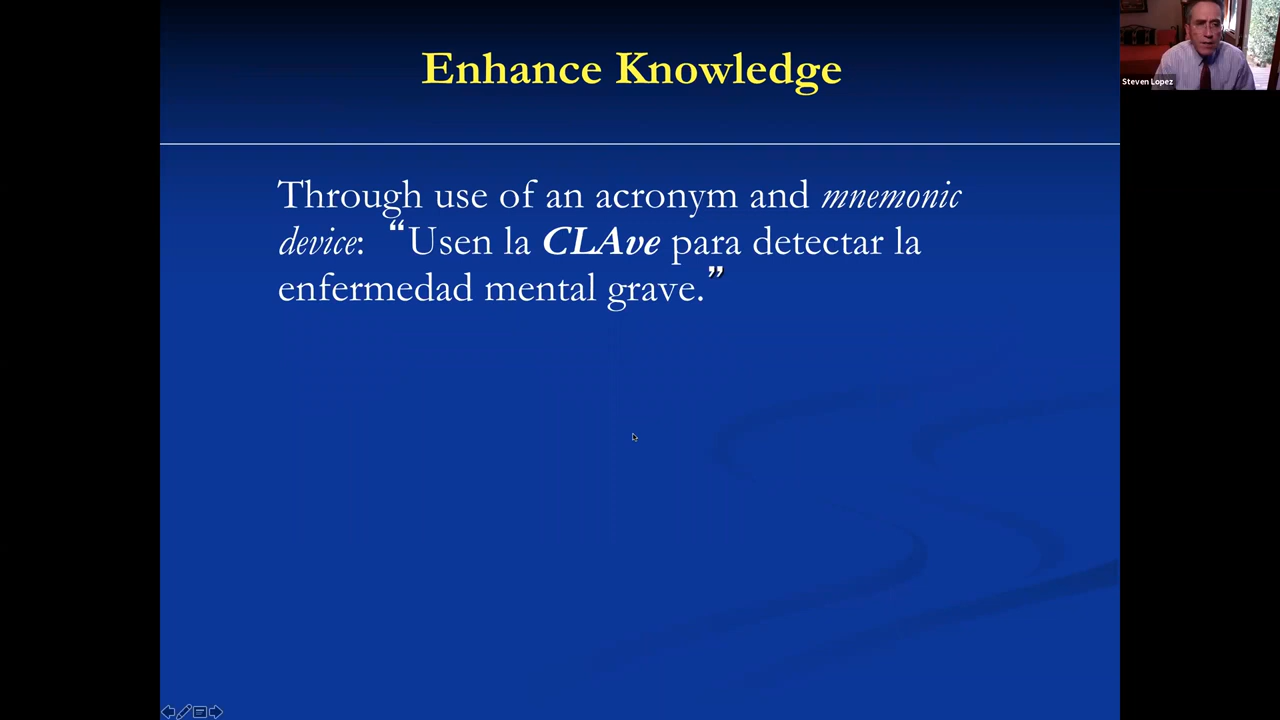 Enhance Knowledge
Steven Lopez
Through use of an acronym and mnemonic
device: “Usen la CLAve para detectar la
enfermedad mental grave.”